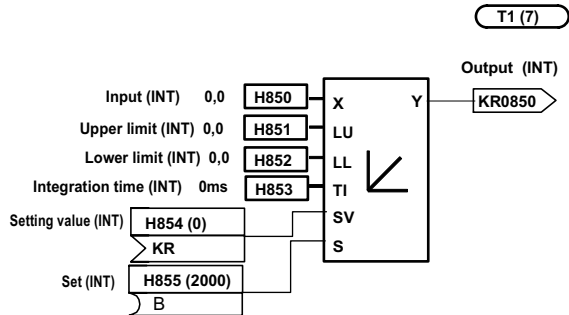 T1 (7)
Output (INT)
Input (INT) 0,0 H850 X Y KR0850
Upper limit (INT) 0,0 H851 LU
Lower limit (INT) 0,0 H852 LL
Integration time (INT) 0ms H853 TI
Setting value (INT) H854 (0) SV
KR
S
Set (INT) H855 (2000)
B